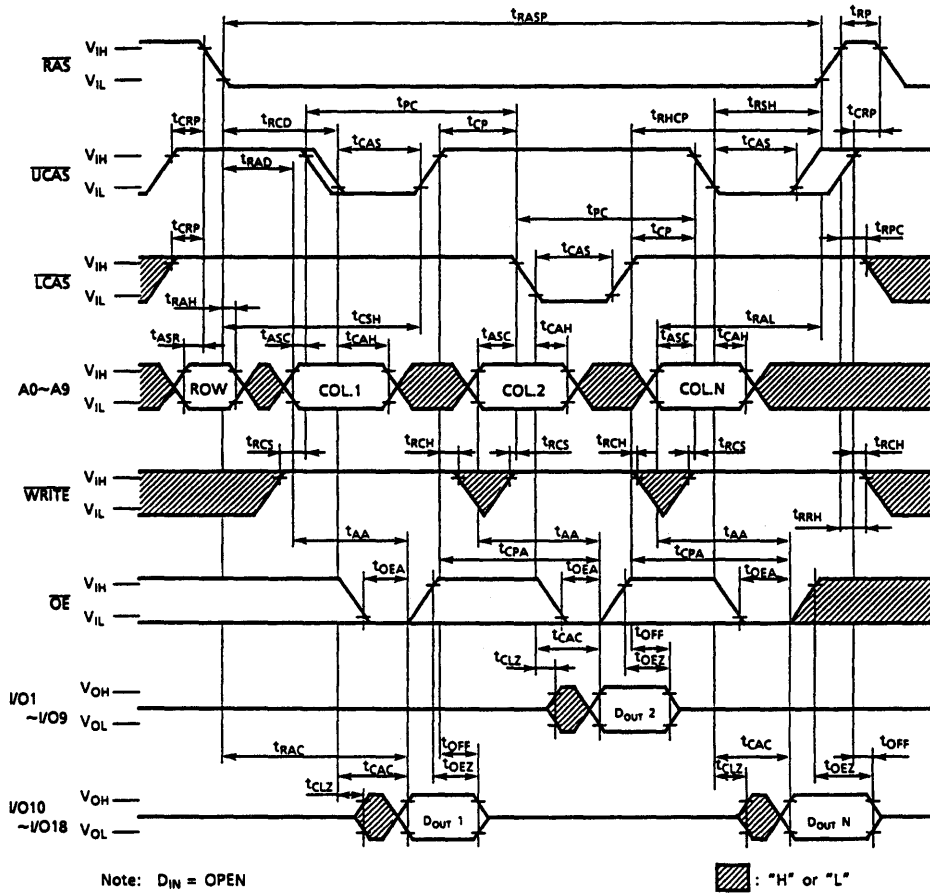 tRASP
tRP
RAS
VIH
VIL
tPC
tRSH
tCRP
tRCD
tCP
tRHCP
tCRP
tCAS
tCAS
UCAS
VIH
VIL
tRAD
tPC
tCRP
tCP
tRPC
LCAS
VIH
VIL
tCAS
tRAH
tCSH
tRAL
tASR
tASC
tCAH
tASC
tCAH
tASC
tCAH
A0~A9
VIH
VIL
ROW
COL.1
COL.2
COL.N
tRCS
tRCH
tRCS
tRCH
tRCS
tRCH
WRITE
VIH
VIL
tRRH
tAA
tAA
tAA
tCPA
tCPA
tOEA
tOEA
tOEA
OE
VIH
VIL
tCAC
tOFF
tCLZ
tOEZ
I/O1
~I/O9
VOH
VOL
DOUT 2
tRAC
tOFF
tCAC
tOFF
tCAC
tOEZ
tCLZ
tOEZ
tCLZ
I/O10
~I/O18
VOH
VOL
DOUT 1
DOUT N
Note: DIN = OPEN
: "H" or "L"